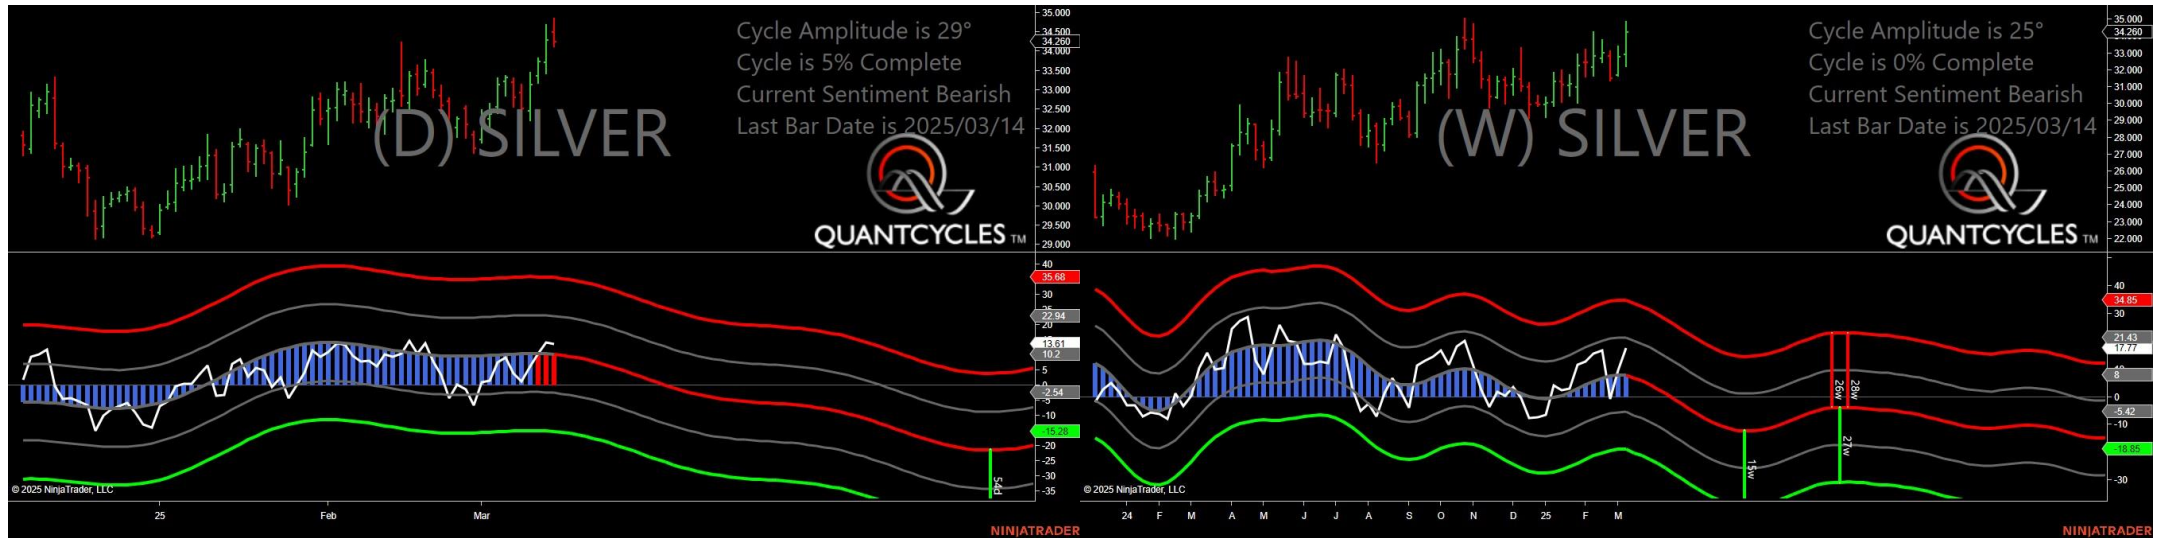 Cycle Amplitude is 29°
Cycle is 5% Complete
Current Sentiment Bearish
Last Bar Date is 2025/03/14
(D) SILVER
QUANTCYCLES TM
35.000
34.500
34.260
34.000
33.500
33.000
32.500
32.000
31.500
31.000
30.500
30.000
29.500
29.000
40
35.68
30
22.94
20
13.61
10.2
5
0
-2.54
-5
-10
-15.28
-20
-25
-30
-35
54d
© 2025 NinjaTrader, LLC
25 Feb Mar
NINJATRADER
Cycle Amplitude is 25°
Cycle is 0% Complete
Current Sentiment Bearish
Last Bar Date is 2025/03/14
(W) SILVER
QUANTCYCLES TM
35.000
34.260
33.000
32.000
31.000
30.000
29.000
28.000
27.000
26.000
25.000
24.000
23.000
22.000
40
34.85
30
21.43
17.77
8
0
-5.42
-10
-18.85
-30
26w
28w
27w
15w
© 2025 NinjaTrader, LLC
24 F M A M J J A S O N D 25 F M
NINJATRADER